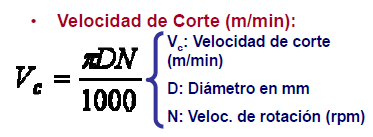 • Velocidad de Corte (m/min):
Vc = πDN / 1000
Vc: Velocidad de corte
(m/min)
D: Diámetro en mm
N: Veloc. de rotación (rpm)